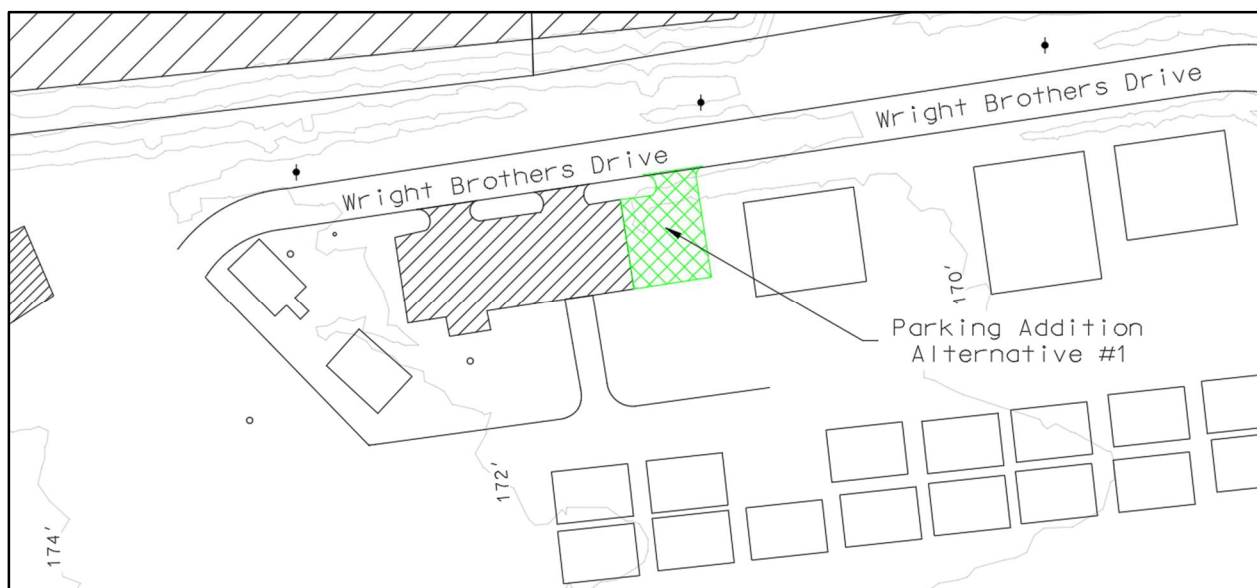 Wright Brothers Drive
Wright Brothers Drive
170'
Parking Addition
Alternative #1
172'
174'